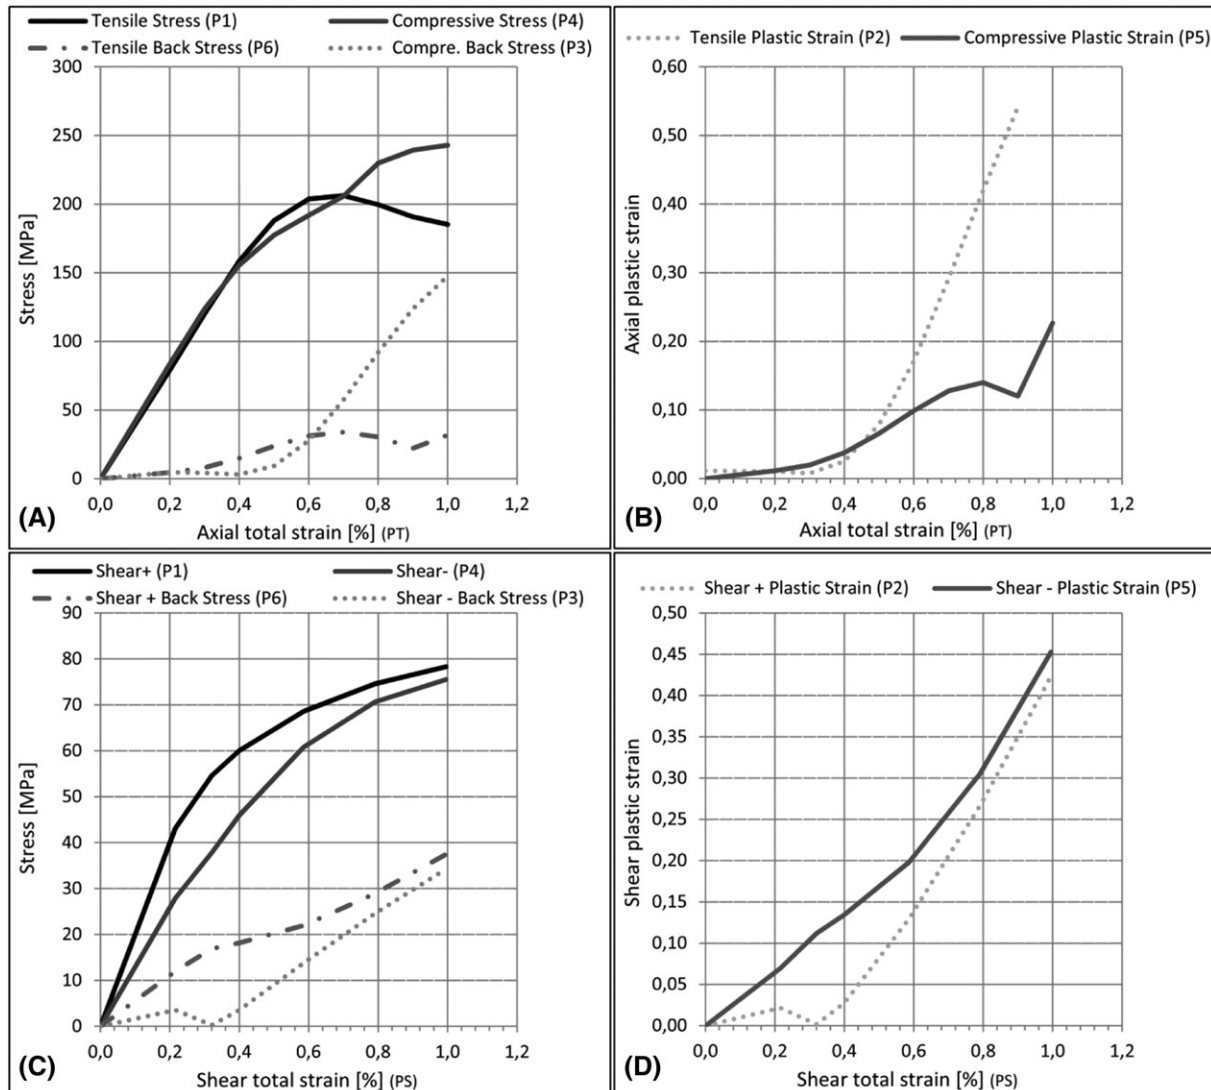 Tensile Stress (P1) Compressive Stress (P4)
Tensile Back Stress (P6) Compre. Back Stress (P3)
300
250
200
150
100
50
0
Stress [MPa]
0,0 0,2 0,4 0,6 0,8 1,0 1,2
Axial total strain [%] (PT)
(A)
Tensile Plastic Strain (P2) Compressive Plastic Strain (P5)
0,60
0,50
0,40
0,30
0,20
0,10
0,00
Axial plastic strain
0,0 0,2 0,4 0,6 0,8 1,0 1,2
Axial total strain [%] (PT)
(B)
Shear+ (P1) Shear- (P4)
Shear + Back Stress (P6) Shear - Back Stress (P3)
90
80
70
60
50
40
30
20
10
0
Stress [MPa]
0,0 0,2 0,4 0,6 0,8 1,0 1,2
Shear total strain [%] (PS)
(C)
Shear + Plastic Strain (P2) Shear - Plastic Strain (P5)
0,50
0,45
0,40
0,35
0,30
0,25
0,20
0,15
0,10
0,05
0,00
Shear plastic strain
0,0 0,2 0,4 0,6 0,8 1,0 1,2
Shear total strain [%] (PS)
(D)